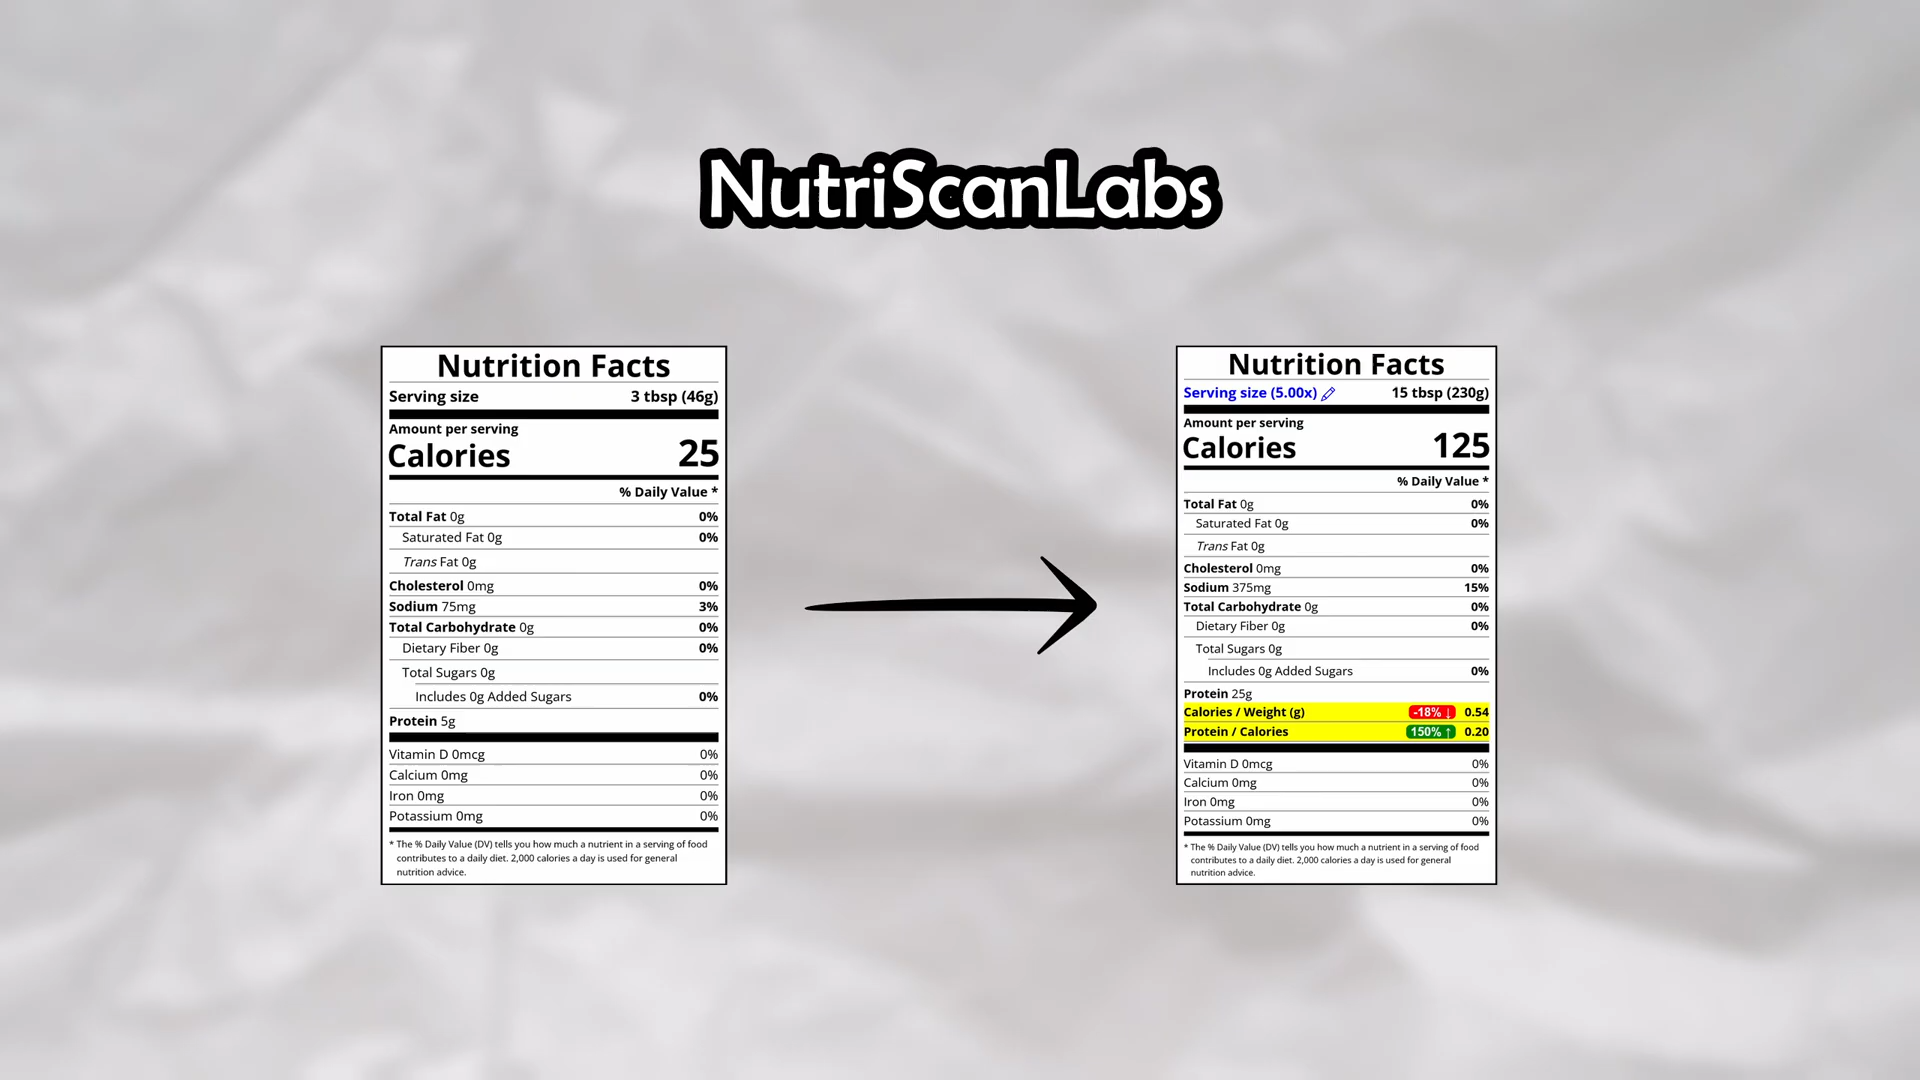 NutriScanLabs
Nutrition Facts
Serving size 3 tbsp (46g)
Amount per serving
Calories 25
% Daily Value *
Total Fat 0g 0%
Saturated Fat 0g 0%
Trans Fat 0g
Cholesterol 0mg 0%
Sodium 75mg 3%
Total Carbohydrate 0g 0%
Dietary Fiber 0g 0%
Total Sugars 0g
Includes 0g Added Sugars 0%
Protein 5g
Vitamin D 0mcg 0%
Calcium 0mg 0%
Iron 0mg 0%
Potassium 0mg 0%
* The % Daily Value (DV) tells you how much a nutrient in a serving of food
contributes to a daily diet. 2,000 calories a day is used for general
nutrition advice.
Nutrition Facts
Serving size (5.00x) 15 tbsp (230g)
Amount per serving
Calories 125
% Daily Value *
Total Fat 0g 0%
Saturated Fat 0g 0%
Trans Fat 0g
Cholesterol 0mg 0%
Sodium 375mg 15%
Total Carbohydrate 0g 0%
Dietary Fiber 0g 0%
Total Sugars 0g
Includes 0g Added Sugars 0%
Protein 25g
Calories / Weight (g) -18% ↓ 0.54
Protein / Calories 150% ↑ 0.20
Vitamin D 0mcg 0%
Calcium 0mg 0%
Iron 0mg 0%
Potassium 0mg 0%
* The % Daily Value (DV) tells you how much a nutrient in a serving of food
contributes to a daily diet. 2,000 calories a day is used for general
nutrition advice.